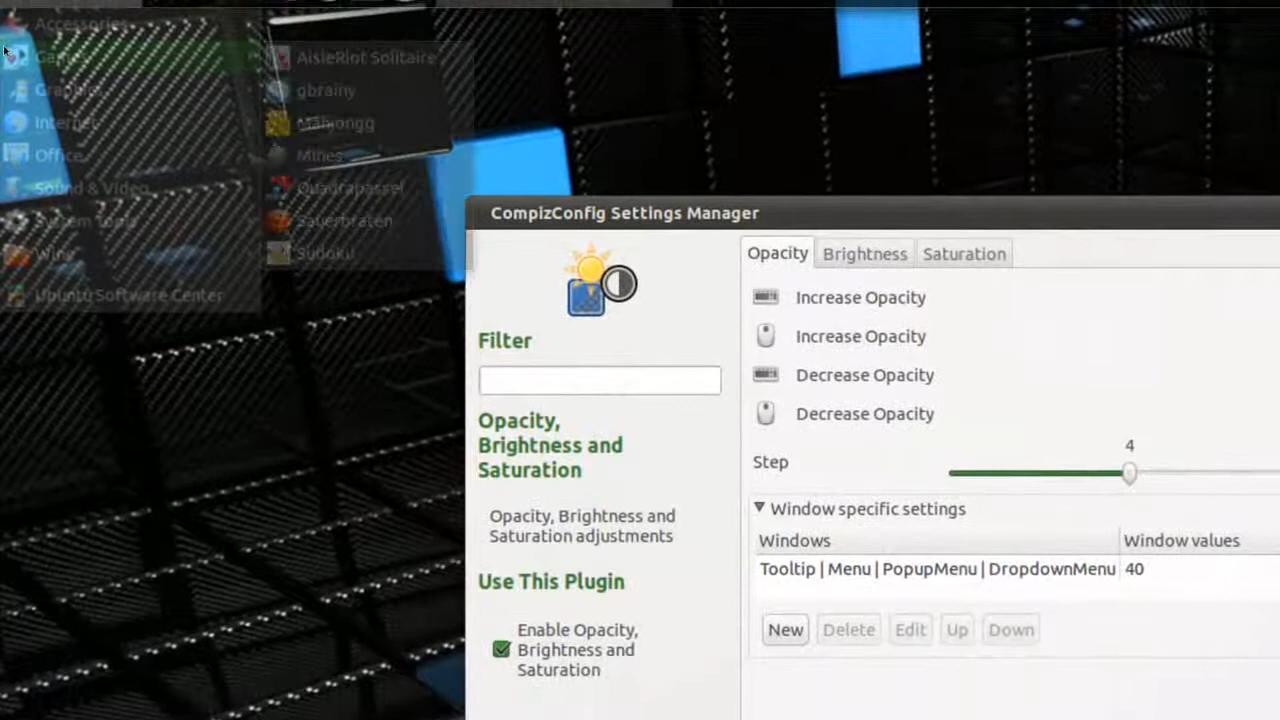 Accessories
Games
Graphics
Internet
Office
Sound & Video
System Tools
Wine
Ubuntu Software Center
AisleRiot Solitaire
gbrainy
Mahjongg
Mines
Quadrapassel
Sauerbraten
Sudoku
CompizConfig Settings Manager
Filter
Opacity,
Brightness and
Saturation
Opacity, Brightness and
Saturation adjustments
Use This Plugin
Enable Opacity,
Brightness and
Saturation
Opacity Brightness Saturation
Increase Opacity
Increase Opacity
Decrease Opacity
Decrease Opacity
4
Step
Window specific settings
Windows Window values
Tooltip | Menu | PopupMenu | DropdownMenu 40
New Delete Edit Up Down